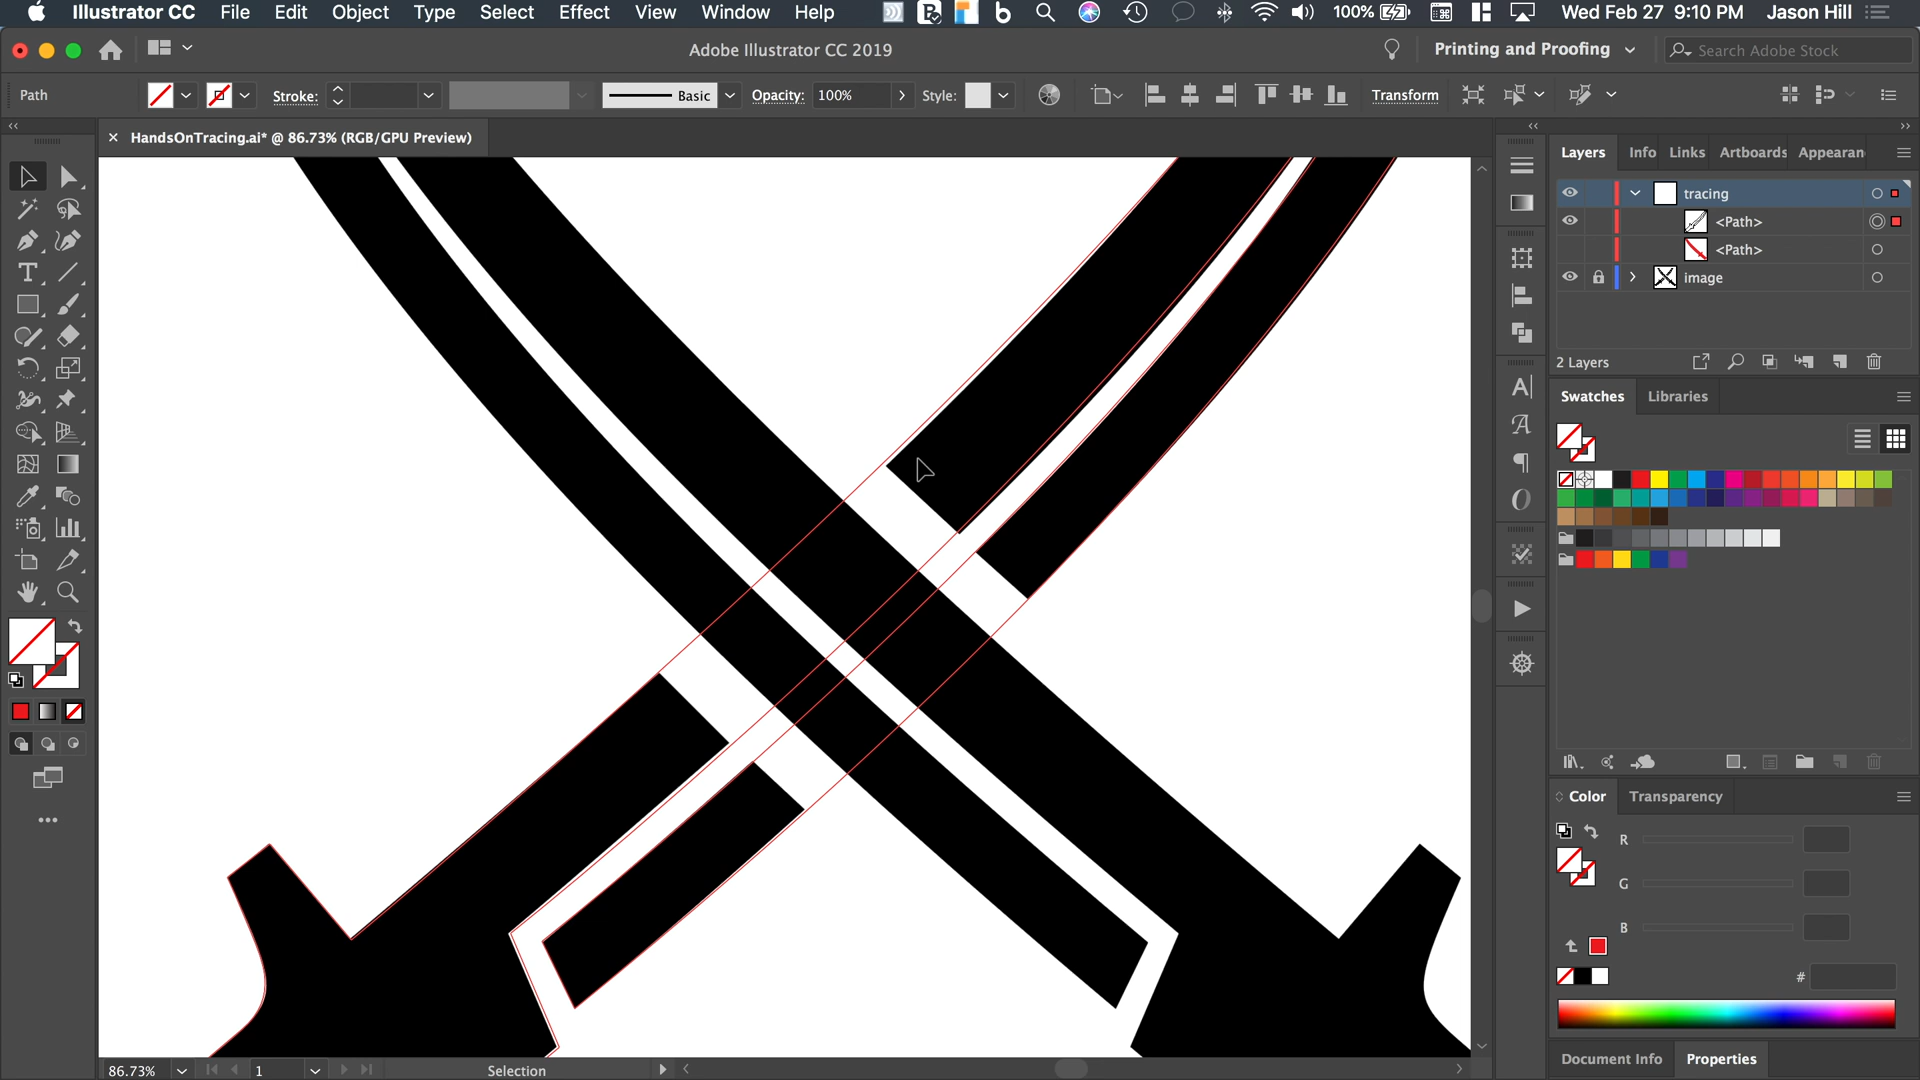 Illustrator CC File Edit Object Type Select Effect View Window Help 100% Wed Feb 27 9:10 PM Jason Hill
Adobe Illustrator CC 2019 Printing and Proofing Search Adobe Stock
Path Stroke: Basic Opacity: 100% Style: Transform
HandsOnTracing.ai* @ 86.73% (RGB/GPU Preview)
Layers Info Links Artboards Appearan
tracing
<Path>
<Path>
image
2 Layers
Swatches Libraries
Color Transparency
R
G
B
#
Document Info Properties
86.73% 1 Selection